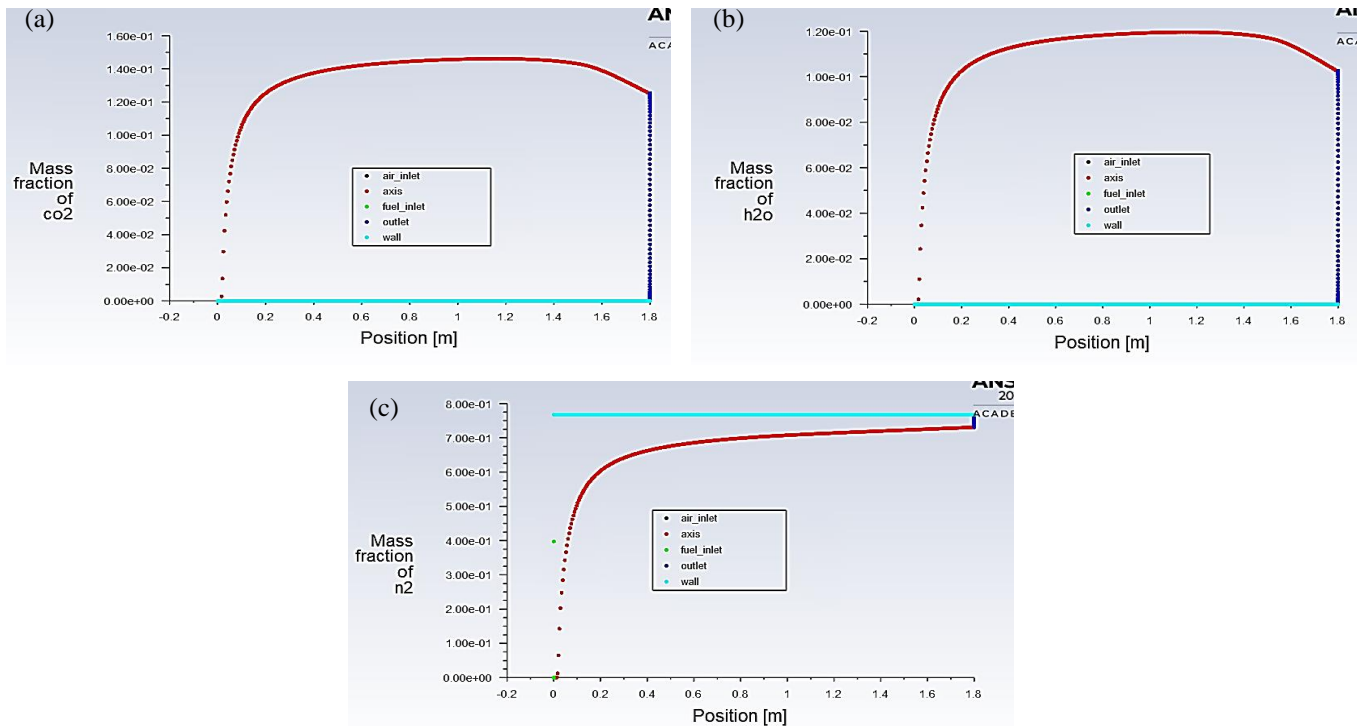 (a)
AN
ACA
1.60e-01
1.40e-01
1.20e-01
1.00e-01
8.00e-02
6.00e-02
4.00e-02
2.00e-02
0.00e+00
Mass
fraction
of
co2
air_inlet
axis
fuel_inlet
outlet
wall
-0.2 0 0.2 0.4 0.6 0.8 1 1.2 1.4 1.6 1.8
Position [m]
(b)
ACA
1.20e-01
1.00e-01
8.00e-02
6.00e-02
4.00e-02
2.00e-02
0.00e+00
Mass
fraction
of
h2o
air_inlet
axis
fuel_inlet
outlet
wall
-0.2 0 0.2 0.4 0.6 0.8 1 1.2 1.4 1.6 1.8
Position [m]
(c)
ANS
20
ACADE
8.00e-01
7.00e-01
6.00e-01
5.00e-01
4.00e-01
3.00e-01
2.00e-01
1.00e-01
0.00e+00
Mass
fraction
of
n2
air_inlet
axis
fuel_inlet
outlet
wall
-0.2 0 0.2 0.4 0.6 0.8 1 1.2 1.4 1.6 1.8
Position [m]